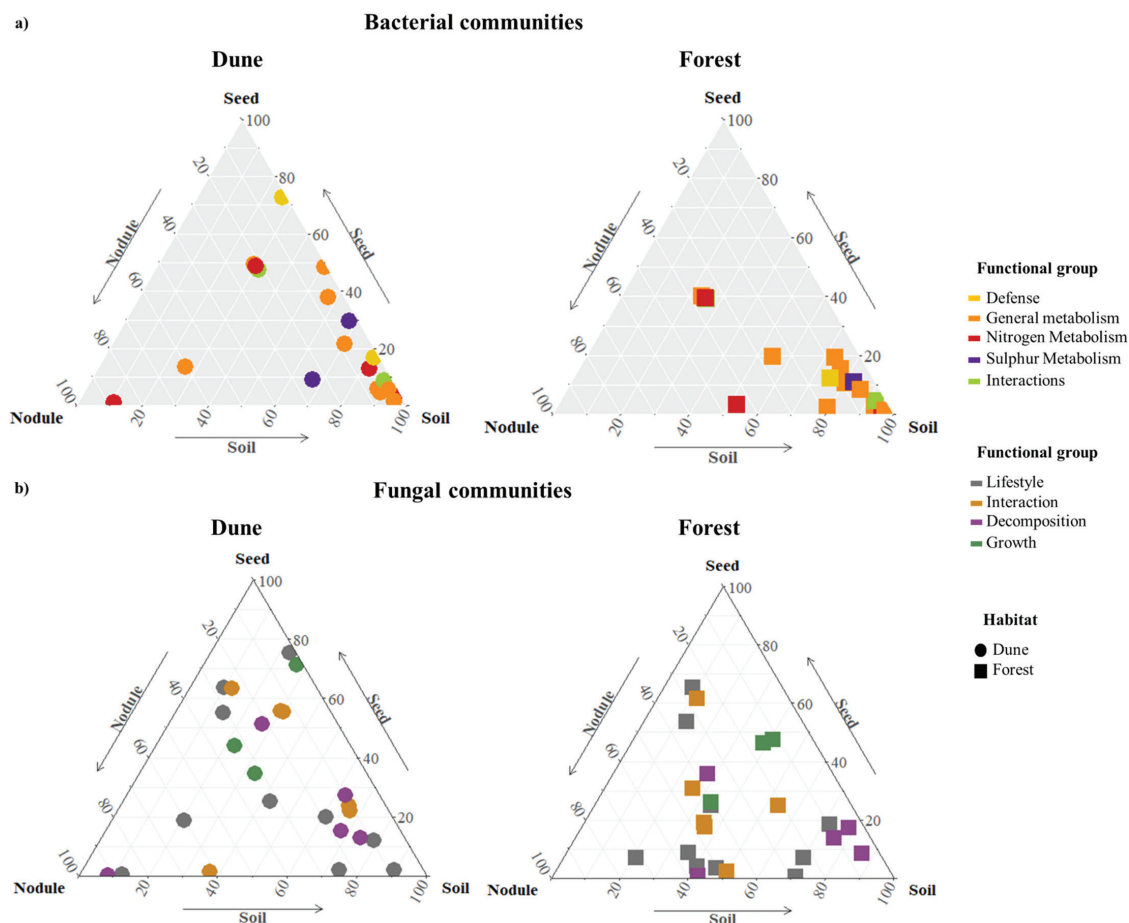 a)
Bacterial communities
Dune
Forest
Seed
100
20
80
Nodule
Seed
40
60
60
40
80
20
100
Nodule
20
40
60
80
100
Soil
Soil
Seed
100
20
80
Nodule
Seed
40
60
60
40
80
20
100
Nodule
20
40
60
80
100
Soil
Soil
Functional group
Defense
General metabolism
Nitrogen Metabolism
Sulphur Metabolism
Interactions
b)
Fungal communities
Dune
Forest
Seed
100
20
80
Nodule
Seed
40
60
60
40
80
20
100
Nodule
20
40
60
80
100
Soil
Soil
Seed
100
20
80
Nodule
Seed
40
60
60
40
80
20
100
Nodule
20
40
60
80
100
Soil
Soil
Functional group
Lifestyle
Interaction
Decomposition
Growth
Habitat
Dune
Forest